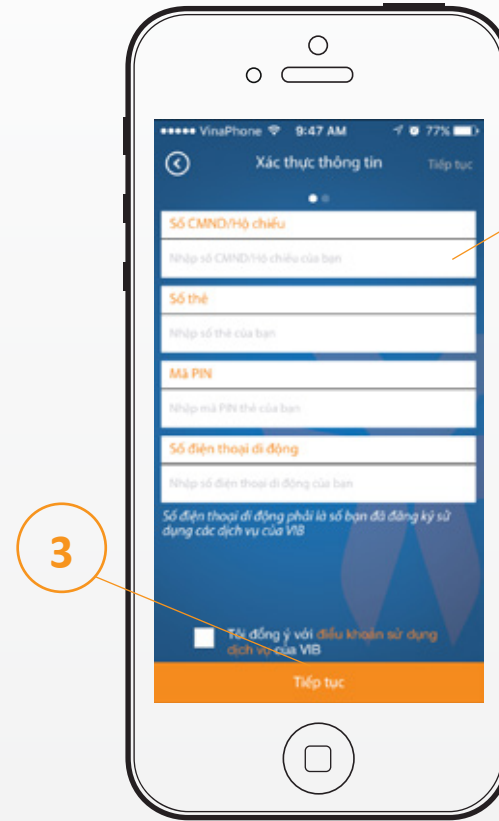 VinaPhone 9:47 AM 77%
Xác thực thông tin Tiếp tục
Số CMND/Hộ chiếu
Nhập số CMND/Hộ chiếu của bạn
Số thẻ
Nhập số thẻ của bạn
Mã PIN
Nhập mã PIN thẻ của bạn
Số điện thoại di động
Nhập số điện thoại di động của bạn
Số điện thoại di động phải là số bạn đã đăng ký sử
dụng các dịch vụ của VIB
3
Tôi đồng ý với điều khoản sử dụng
dịch vụ của VIB
Tiếp tục